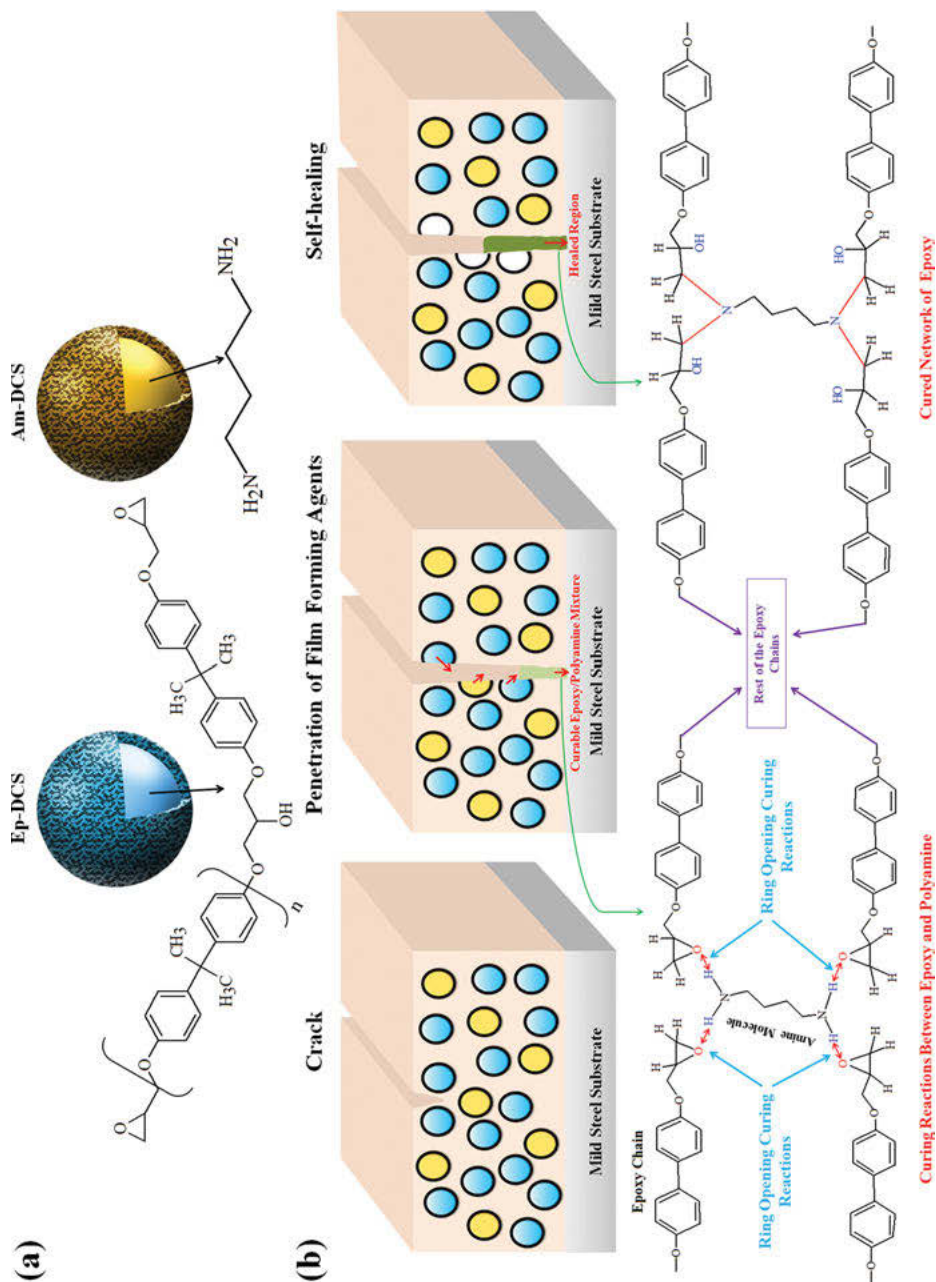 (a)
Ep-DCS
Am-DCS
O
O
n
H3C
CH3
O
O
OH
O
H3C
CH3
O
O
H2N
NH2
(b)
Crack
Penetration of Film Forming Agents
Self-healing
Mild Steel Substrate
Curable Epoxy/Polyamine Mixture
Mild Steel Substrate
Healed Region
Mild Steel Substrate
Epoxy Chain
Ring Opening Curing
Reactions
Ring Opening Curing
Reactions
Amine Molecule
Rest of the Epoxy
Chains
—O
O
H
H
H
O
H
N
H
O
H
H
H
O
O
—O
O
H
H
H
O
H
N
H
O
H
H
H
O
O
O
O
H
H
H
OH
N
H
H
H
OH
O
O—
O
O
HO
H
H
H
N
HO
H
H
H
O
O—
Curing Reactions Between Epoxy and Polyamine
Cured Network of Epoxy